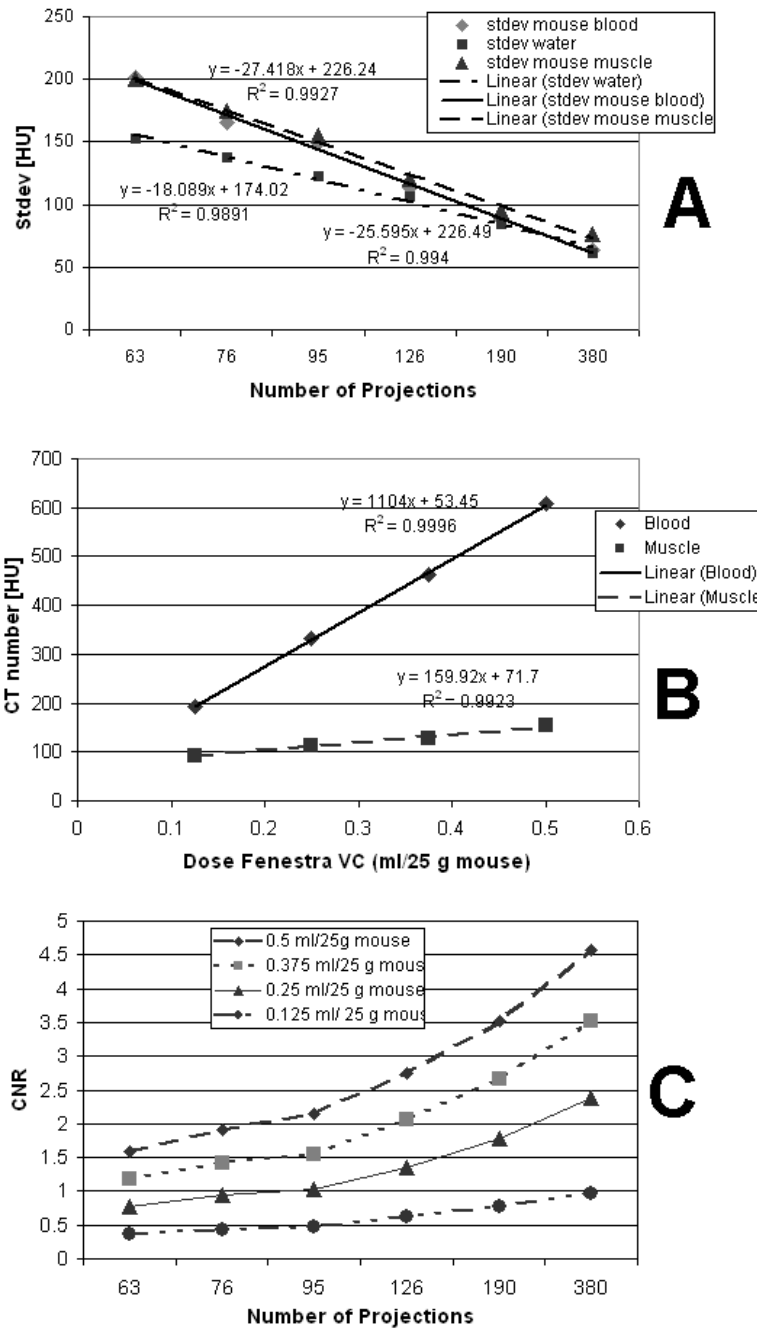 250
200
150
100
50
0
Stdev [HU]
y = -27.418x + 226.24
R² = 0.9927
y = -18.089x + 174.02
R² = 0.9891
y = -25.595x + 226.49
R² = 0.994
stdev mouse blood
stdev water
stdev mouse muscle
Linear (stdev water)
Linear (stdev mouse blood)
Linear (stdev mouse muscle
63 76 95 126 190 380
Number of Projections
A
700
600
500
400
300
200
100
0
CT number [HU]
y = 1104x + 53.45
R² = 0.9996
y = 159.92x + 71.7
R² = 0.9923
Blood
Muscle
Linear (Blood)
Linear (Muscle
0 0.1 0.2 0.3 0.4 0.5 0.6
Dose Fenestra VC (ml/25 g mouse)
B
5
4.5
4
3.5
3
2.5
2
1.5
1
0.5
0
CNR
0.5 ml/25g mouse
0.375 ml/25 g mous
0.25 ml/25 g mouse
0.125 ml/ 25 g mous
63 76 95 126 190 380
Number of Projections
C